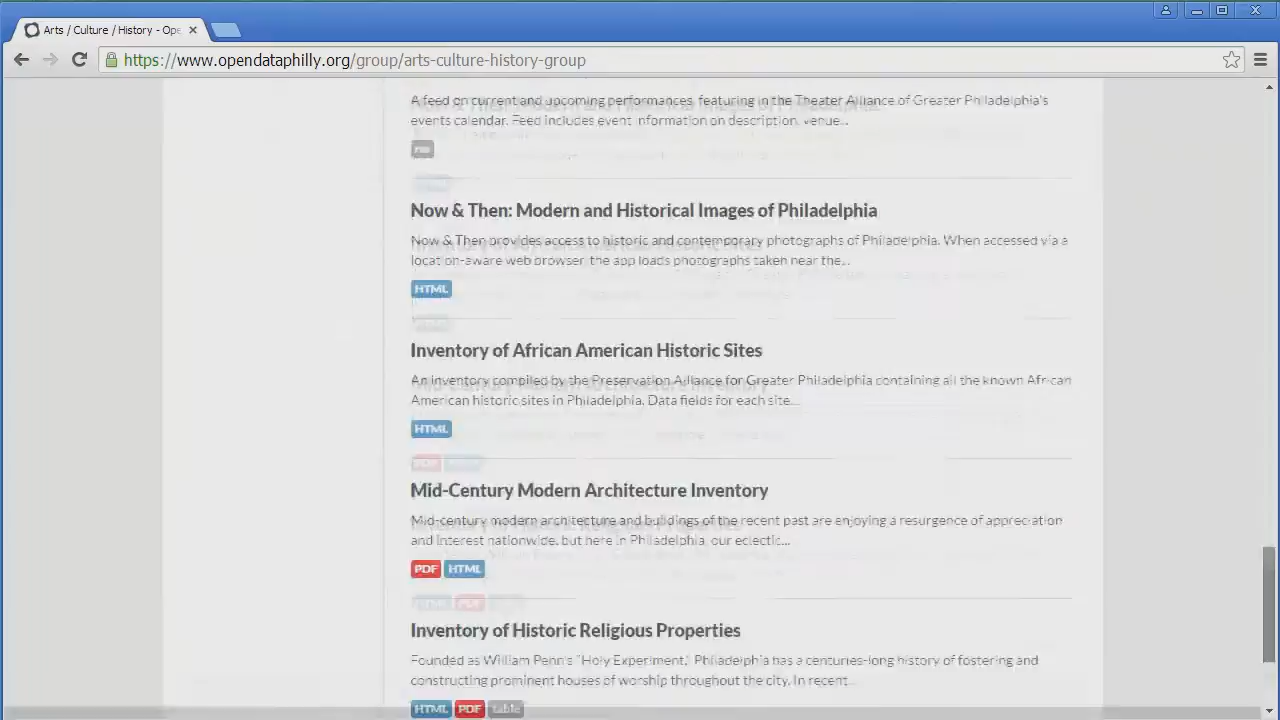 Arts / Culture / History - Ope
https://www.opendataphilly.org/group/arts-culture-history-group
A feed on current and upcoming performances, featuring in the Theater Alliance of Greater Philadelphia's
events calendar. Feed includes event information on description, venue...
Now & Then: Modern and Historical Images of Philadelphia
Now & Then provides access to historic and contemporary photographs of Philadelphia. When accessed via a
location-aware web browser, the app loads photographs taken near the...
HTML
Inventory of African American Historic Sites
An inventory compiled by the Preservation Alliance for Greater Philadelphia containing all the known African
American historic sites in Philadelphia. Data fields for each site...
HTML
Mid-Century Modern Architecture Inventory
Mid-century modern architecture and buildings of the recent past are enjoying a resurgence of appreciation
and interest nationwide, but here in Philadelphia, our eclectic...
PDF HTML
Inventory of Historic Religious Properties
Founded as William Penn's "Holy Experiment," Philadelphia has a centuries-long history of fostering and
constructing prominent houses of worship throughout the city. In recent...
HTML PDF table